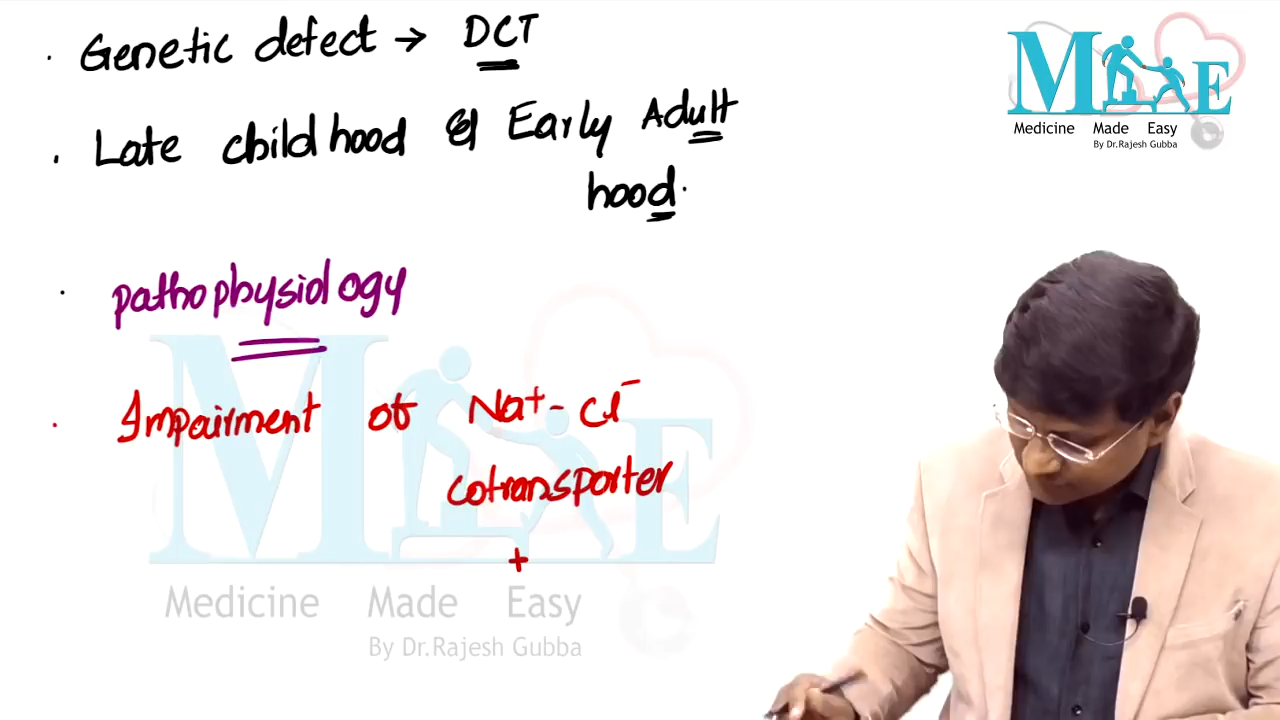 . Genetic defect → DCT
. Late childhood & Early Adult
hood.
. pathophysiology
. Impairment of Na+ - Cl-
cotransporter
+
M E
Medicine Made Easy
By Dr.Rajesh Gubba
M E
Medicine Made Easy
By Dr.Rajesh Gubba